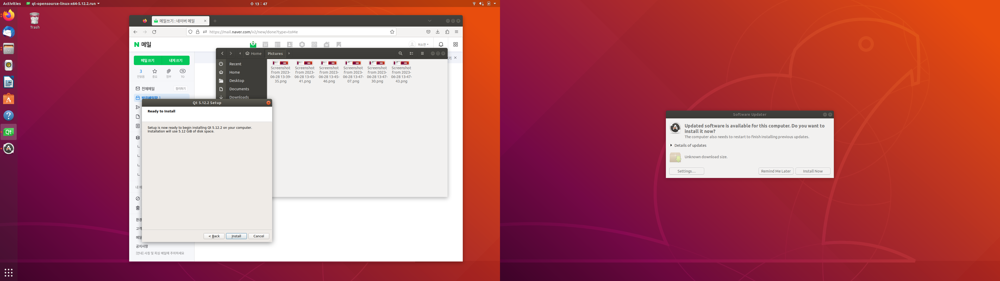 Activities
qt-opensource-linux-x64-5.12.2.run
수 13 : 47
Trash
메일쓰기 : 네이버 메일
https://mail.naver.com/v2/new/done?type=toMe
N 메일
31
허소연
메일 쓰기
내게 쓰기
3
안읽음
중요
첨부
TO
TO
전체메일
정리하기
받은메일함 1
내 메
환경
고객
메일
공지사항
[안내] 사칭 및 피싱 메일에 주의하세요
Home
Pictures
Recent
Home
Desktop
Documents
Downloads
Screenshot
from 2023-
06-28 13-39-
35.png
Screenshot
from 2023-
06-28 13-45-
41.png
Screenshot
from 2023-
06-28 13-45-
46.png
Screenshot
from 2023-
06-28 13-47-
07.png
Screenshot
from 2023-
06-28 13-47-
30.png
Screenshot
from 2023-
06-28 13-47-
43.png
Qt 5.12.2 Setup
Ready to Install
Setup is now ready to begin installing Qt 5.12.2 on your computer.
Installation will use 5.12 GiB of disk space.
< Back
Install
Cancel
Qt
Software Updater
Updated software is available for this computer. Do you want to
install it now?
The computer also needs to restart to finish installing previous updates.
Details of updates
Unknown download size.
Settings...
Remind Me Later
Install Now